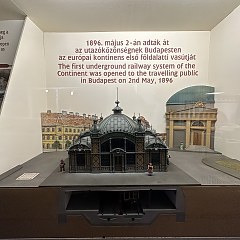 1896. május 2-án adták át
az utazóközönségnek Budapesten
az európai kontinens első földalatti vasútját
The first underground railway system of the
Continent was opened to the travelling public
in Budapest on 2nd May, 1896